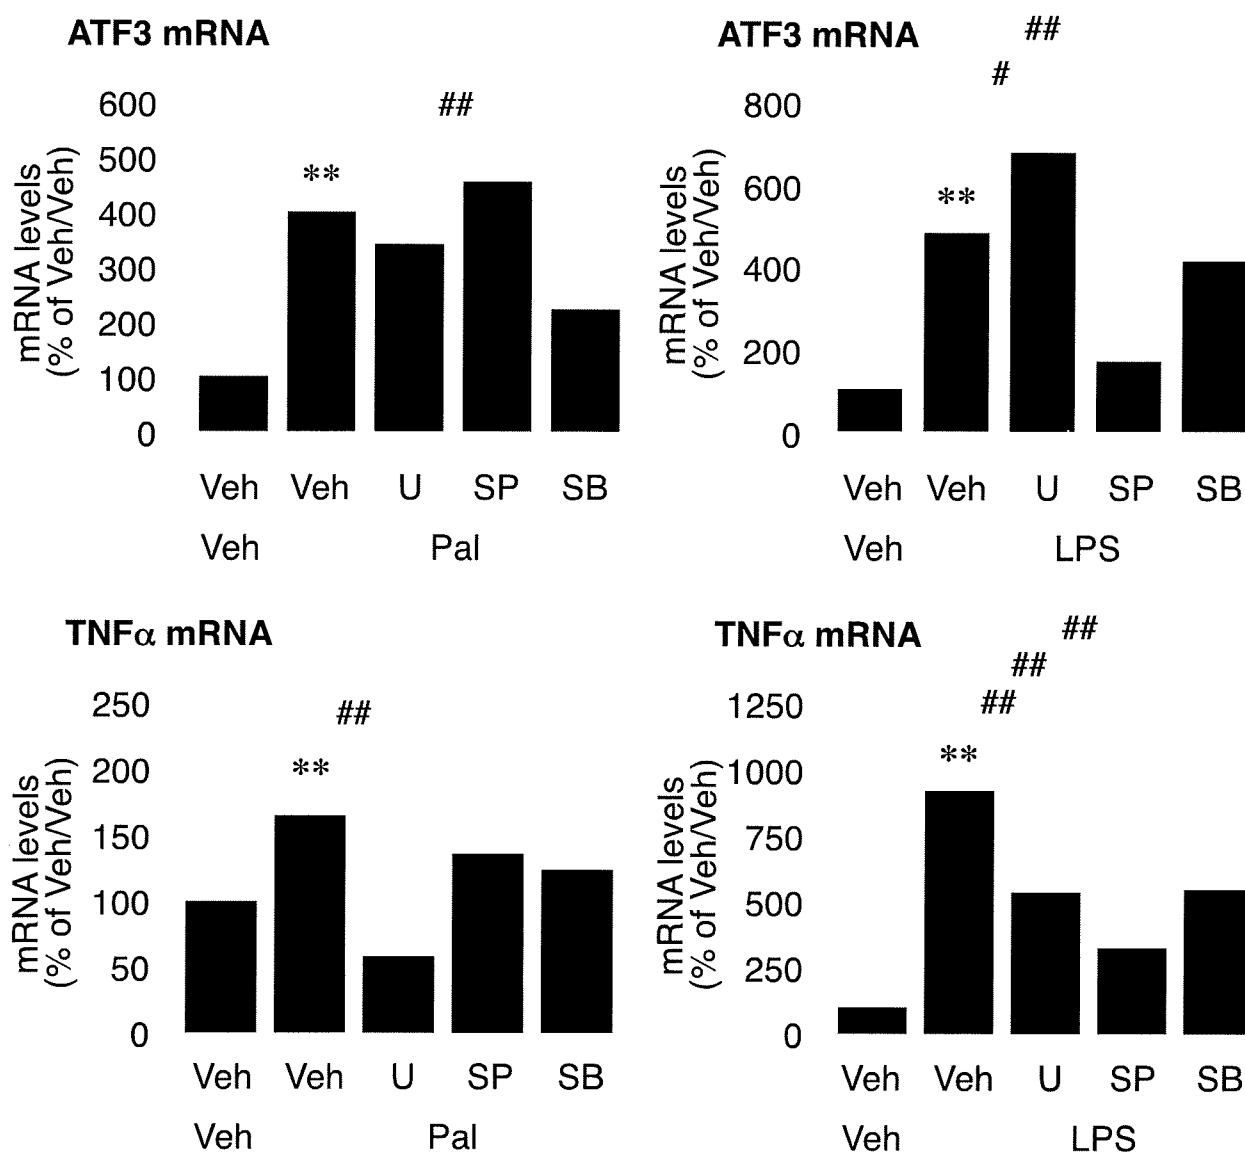 ATF3 mRNA
##
600
500
400
300
200
100
0
mRNA levels
(% of Veh/Veh)
**
Veh Veh U SP SB
Veh Pal
ATF3 mRNA
##
#
800
600
400
200
0
mRNA levels
(% of Veh/Veh)
**
Veh Veh U SP SB
Veh LPS
TNFα mRNA
##
250
200
150
100
50
0
mRNA levels
(% of Veh/Veh)
**
Veh Veh U SP SB
Veh Pal
TNFα mRNA
##
##
##
1250
1000
750
500
250
0
mRNA levels
(% of Veh/Veh)
**
Veh Veh U SP SB
Veh LPS